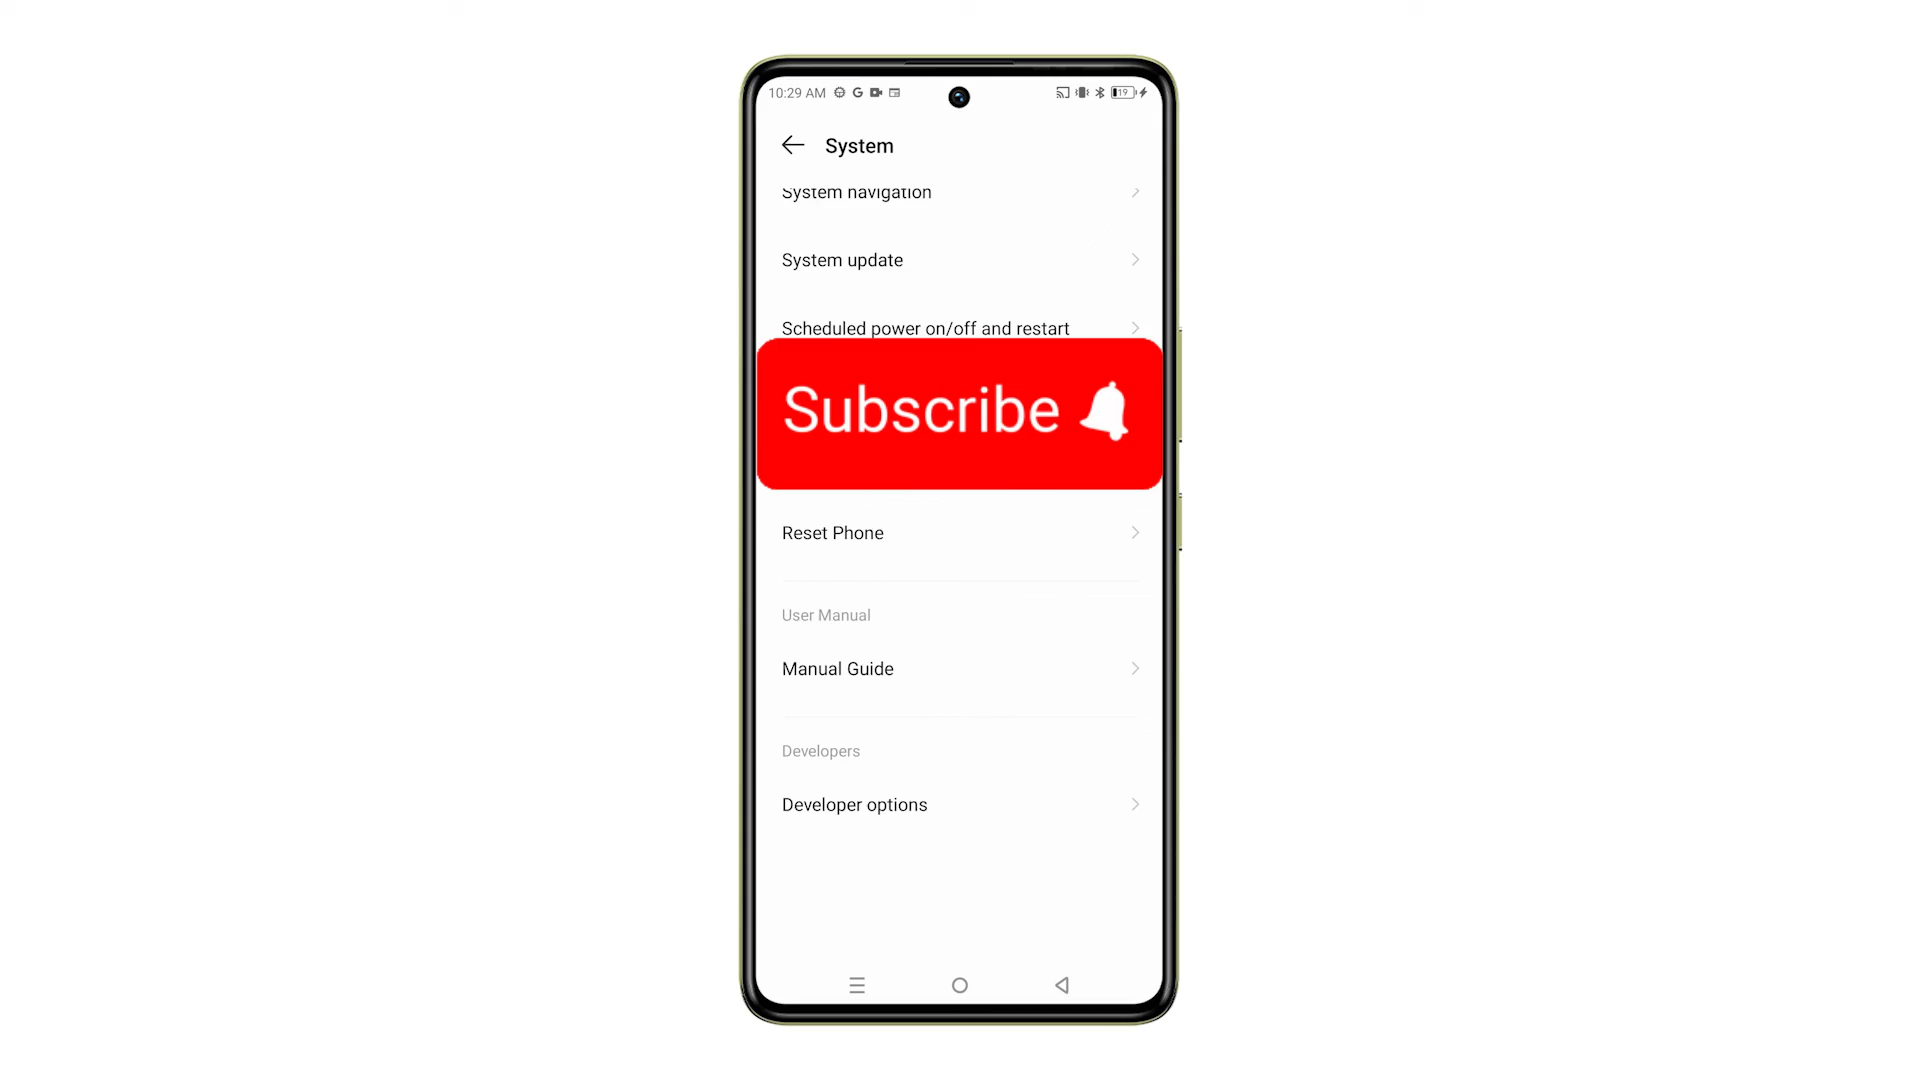 10:29 AM
19
System
System navigation
System update
Scheduled power on/off and restart
Subscribe
Reset Phone
User Manual
Manual Guide
Developers
Developer options